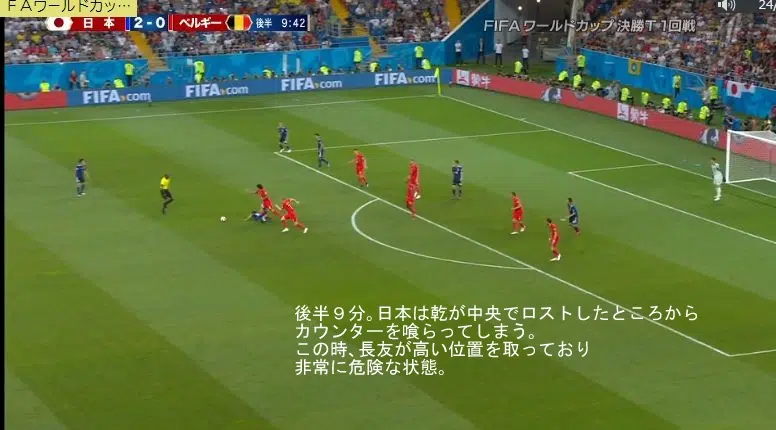 ＦＡワールドカッ…
日本 2-0 ベルギー 後半 9:42
24/
FIFA ワールドカップ 決勝T1回戦
FIFA.com
FIFA.com
FIFA.com
FIFA.com
蒙牛
蒙牛
後半９分。日本は乾が中央でロストしたところから
カウンターを喰らってしまう。
この時、長友が高い位置を取っており
非常に危険な状態。